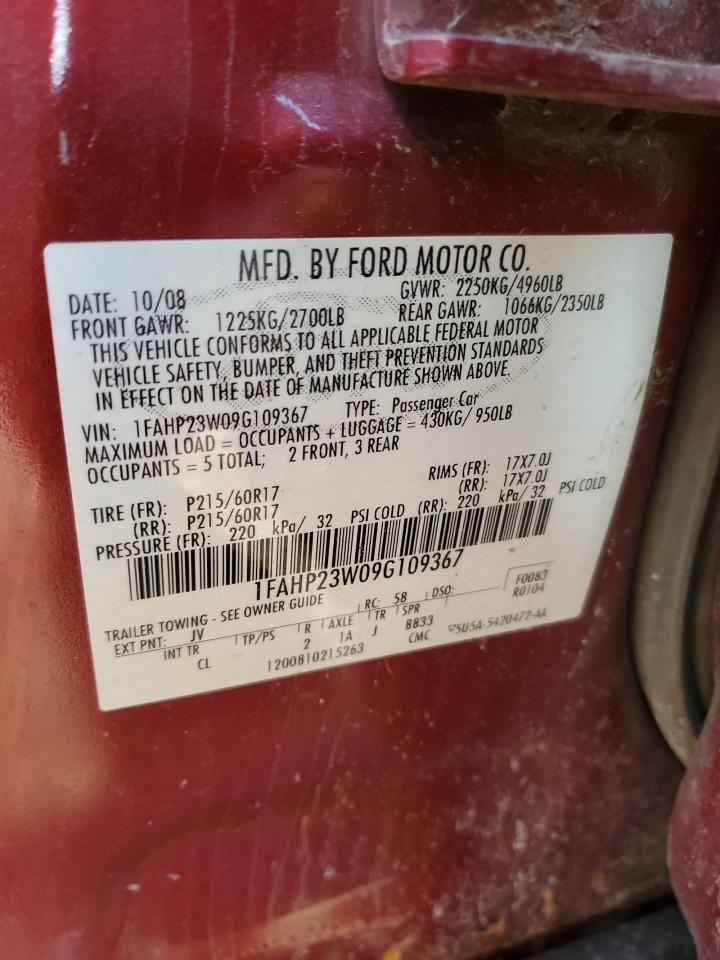 MFD. BY FORD MOTOR CO.
DATE: 10/08 GVWR: 2250KG/4960LB
FRONT GAWR: 1225KG/2700LB REAR GAWR: 1066KG/2350LB
THIS VEHICLE CONFORMS TO ALL APPLICABLE FEDERAL MOTOR
VEHICLE SAFETY, BUMPER, AND THEFT PREVENTION STANDARDS
IN EFFECT ON THE DATE OF MANUFACTURE SHOWN ABOVE.
VIN: 1FAHP23W09G109367 TYPE: Passenger Car
MAXIMUM LOAD = OCCUPANTS + LUGGAGE = 430KG/ 950LB
OCCUPANTS = 5 TOTAL; 2 FRONT, 3 REAR
TIRE (FR): P215/60R17 RIMS (FR): 17X7.0J
(RR): P215/60R17 (RR): 17X7.0J
PRESSURE (FR): 220 kPa/ 32 PSI COLD (RR): 220 kPa/ 32 PSI COLD
1FAHP23W09G109367
TRAILER TOWING - SEE OWNER GUIDE RC: 58 DSO: F0083
R0104
EXT PNT: JV INT TR TP/PS R AXLE TR SPR
CL 2 1A J BB33
1200810215263 CMC 5U5A-5420472-AA